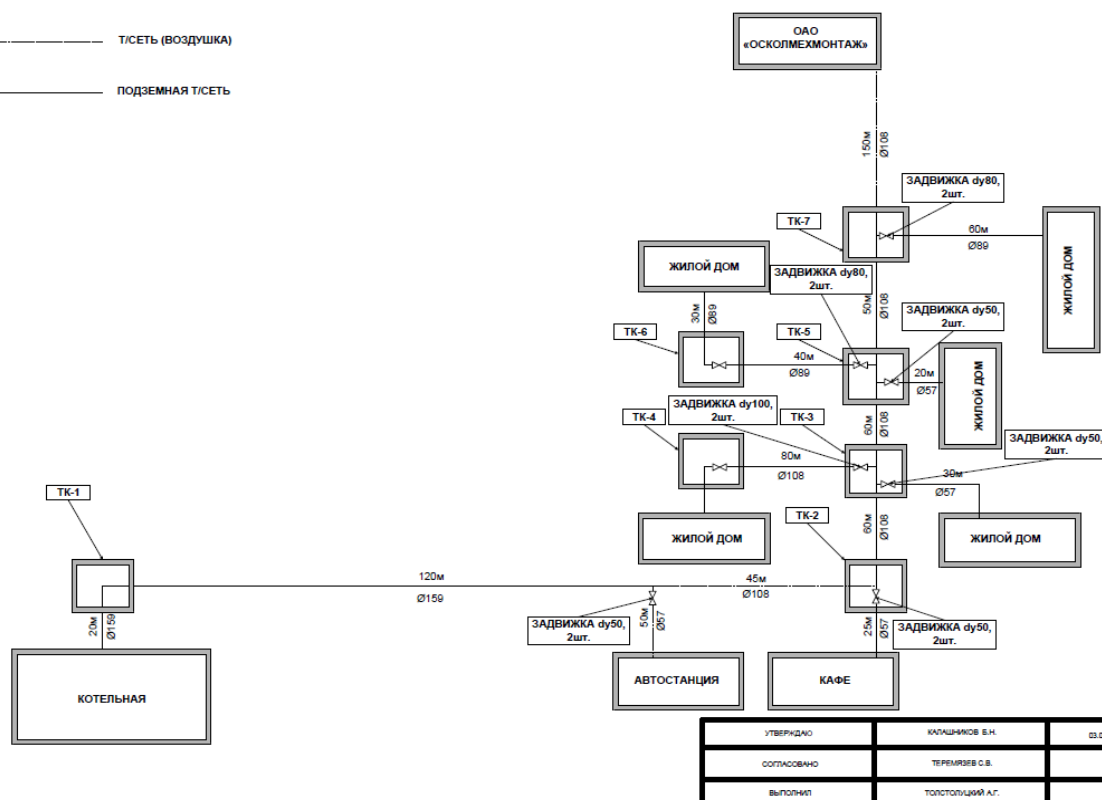 Т/СЕТЬ (ВОЗДУШКА)
ПОДЗЕМНАЯ Т/СЕТЬ
ОАО
«ОСКОЛМЕХМОНТАЖ»
150м
Ø108
ЗАДВИЖКА dy80,
2шт.
ТК-7
60м
Ø89
ЖИЛОЙ ДОМ
ЖИЛОЙ ДОМ
ЗАДВИЖКА dy80,
2шт.
50м
Ø108
ЗАДВИЖКА dy50,
2шт.
30м
Ø89
ТК-6
ТК-5
40м
Ø89
20м
Ø57
ЖИЛОЙ ДОМ
ЗАДВИЖКА dy100,
2шт.
ТК-4
ТК-3
60м
Ø108
ЗАДВИЖКА dy50,
2шт.
80м
Ø108
30м
Ø57
ТК-1
ТК-2
60м
Ø108
ЖИЛОЙ ДОМ
ЖИЛОЙ ДОМ
120м
Ø159
45м
Ø108
20м
Ø159
ЗАДВИЖКА dy50,
2шт.
50м
Ø57
25м
Ø57
ЗАДВИЖКА dy50,
2шт.
КОТЕЛЬНАЯ
АВТОСТАНЦИЯ
КАФЕ
УТВЕРЖДАЮ
КАЛАШНИКОВ Б.Н.
СОГЛАСОВАНО
ТЕРЕМЯЗЕВ С.В.
ВЫПОЛНИЛ
ТОЛСТОЛУЦКИЙ А.Г.